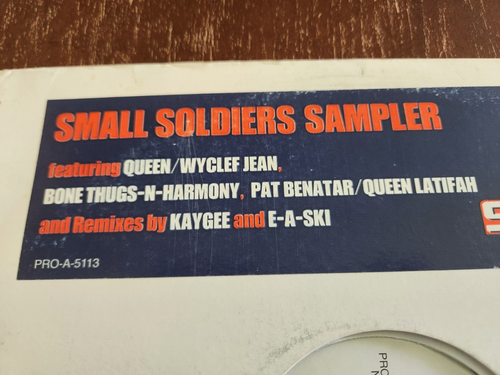 SMALL SOLDIERS SAMPLER
featuring QUEEN/WYCLEF JEAN,
BONE THUGS-N-HARMONY, PAT BENATAR/QUEEN LATIFAH
and Remixes by KAYGEE and E-A-SKI
PRO-A-5113